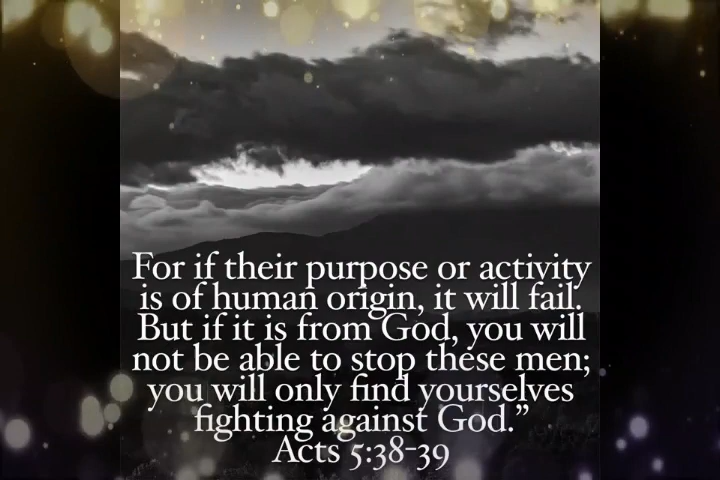 For if their purpose or activity
is of human origin, it will fail.
But if it is from God, you will
not be able to stop these men;
you will only find yourselves
fighting against God.”
Acts 5:38-39